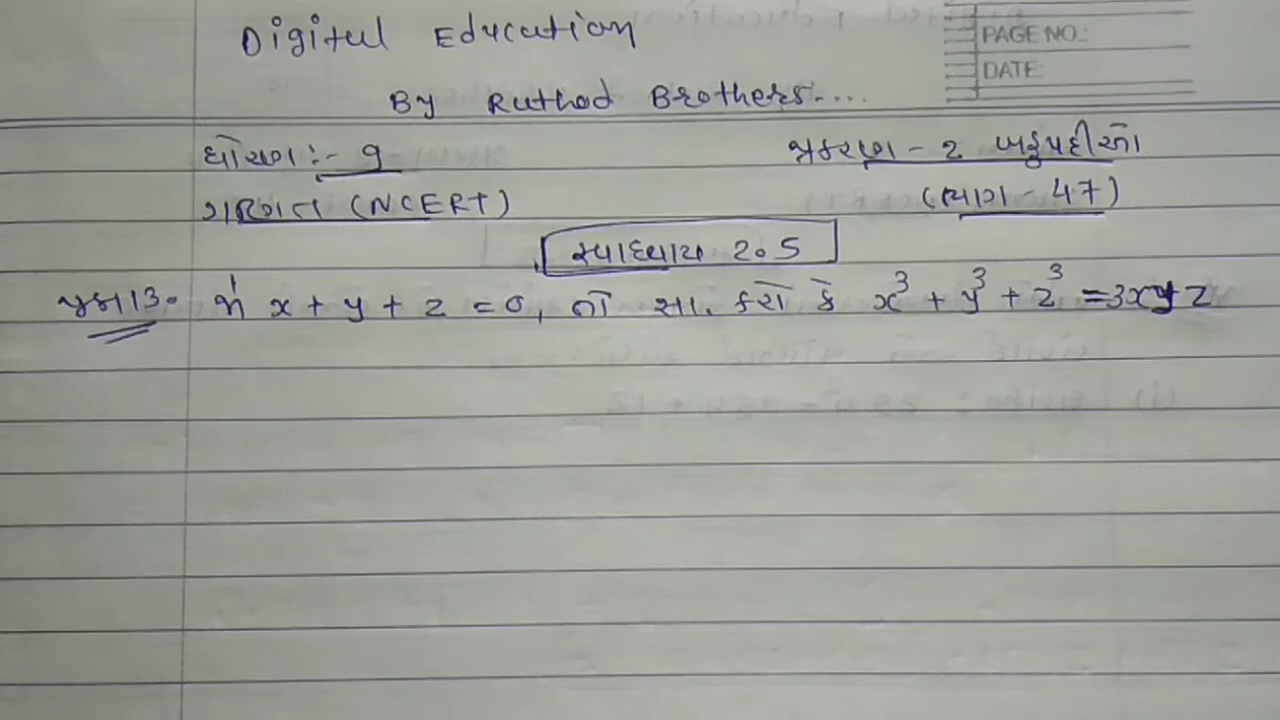 Digital Education
PAGE NO.:
DATE:
By Rathod Brothers....
ધોરણ :- 9
પ્રકરણ - 2 બહુપદીઓ
ગણિત (NCERT)
(ભાગ - 47)
સ્વાધ્યાય 2.5
પ્રશ્ન 13. જો x + y + z = 0, તો સા. કરો કે x³ + y³ + z³ = 3xyz